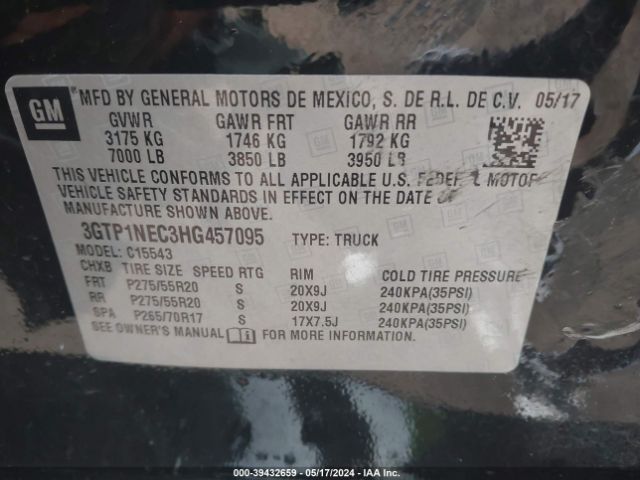 GM ® MFD BY GENERAL MOTORS DE MEXICO, S. DE R.L. DE C.V. 05/17
GVWR GAWR FRT GAWR RR
3175 KG 1746 KG 1792 KG
7000 LB 3850 LB 3950 LB
THIS VEHICLE CONFORMS TO ALL APPLICABLE U.S. MOTOR
VEHICLE SAFETY STANDARDS IN EFFECT ON THE DATE OF
MANUFACTURE SHOWN ABOVE.
3GTP1NEC3HG457095 TYPE: TRUCK
MODEL: C15543
CHXB TIRE SIZE SPEED RTG RIM COLD TIRE PRESSURE
FRT P275/55R20 S 20X9J 240KPA(35PSI)
RR P275/55R20 S 20X9J 240KPA(35PSI)
SPA P265/70R17 S 17X7.5J 240KPA(35PSI)
SEE OWNER'S MANUAL FOR MORE INFORMATION.
000-39432659 - 05/17/2024 - IAA Inc.